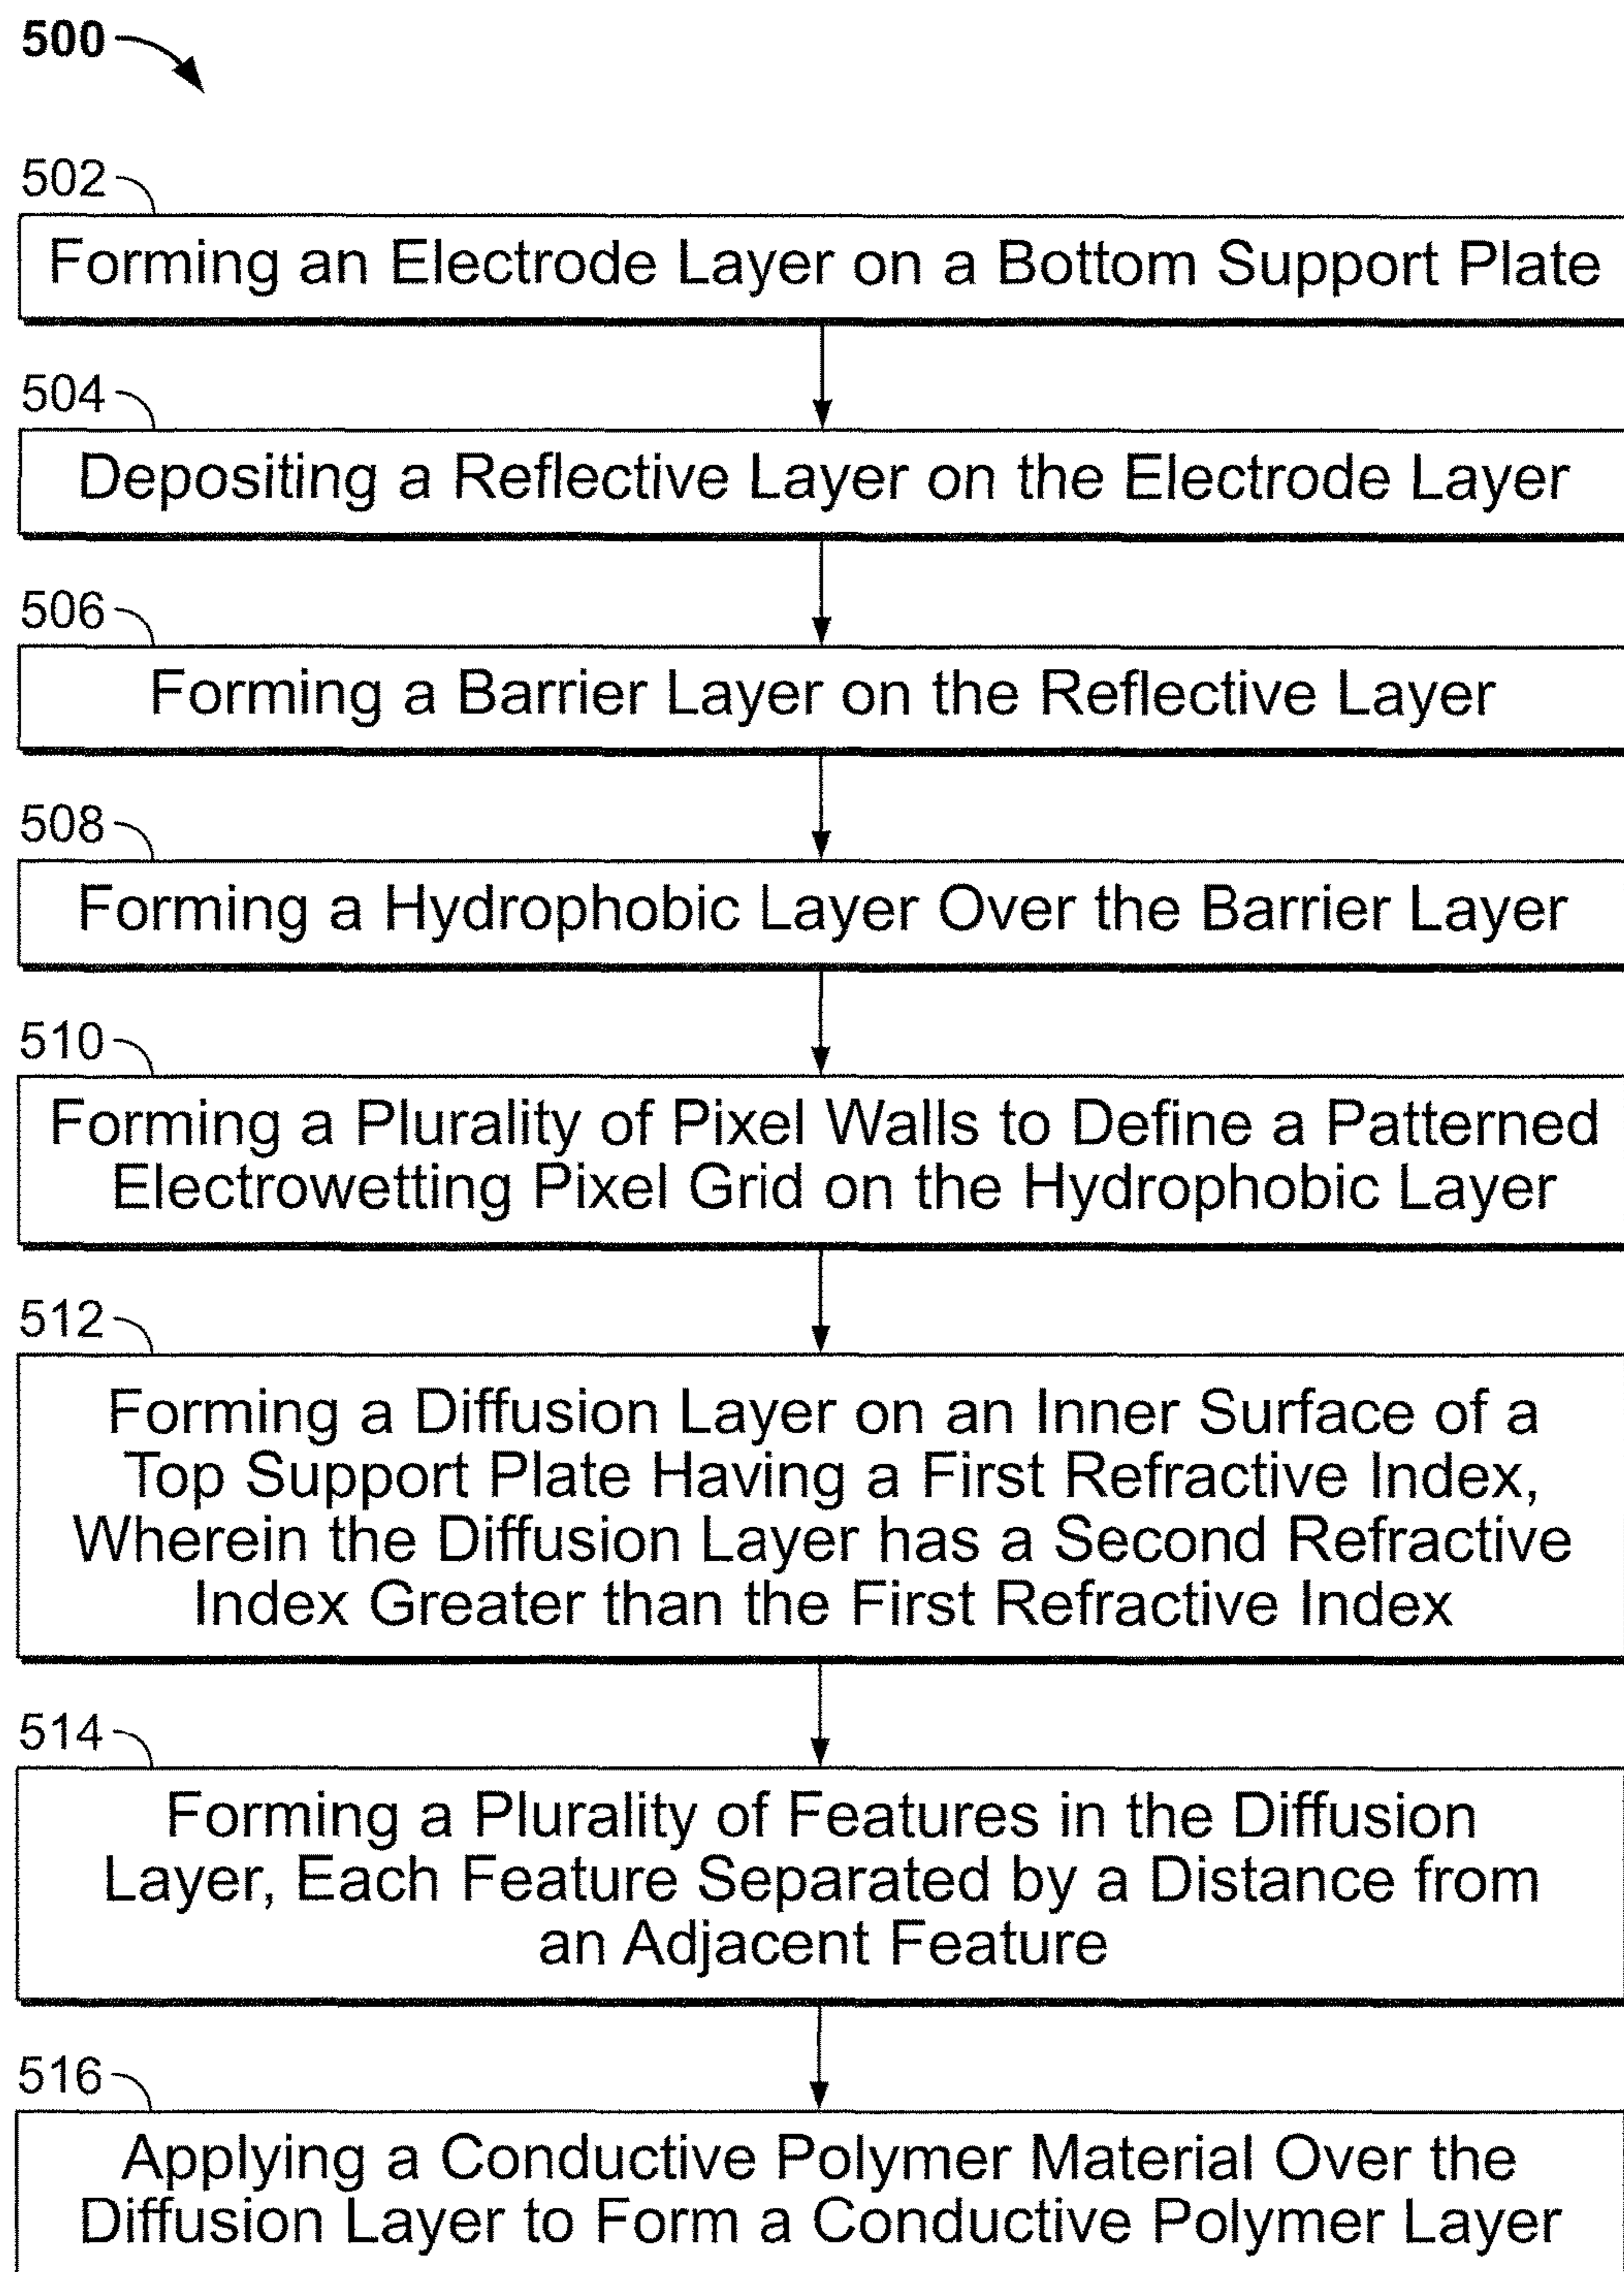 500
502
Forming an Electrode Layer on a Bottom Support Plate
504
Depositing a Reflective Layer on the Electrode Layer
506
Forming a Barrier Layer on the Reflective Layer
508
Forming a Hydrophobic Layer Over the Barrier Layer
510
Forming a Plurality of Pixel Walls to Define a Patterned
Electrowetting Pixel Grid on the Hydrophobic Layer
512
Forming a Diffusion Layer on an Inner Surface of a
Top Support Plate Having a First Refractive Index,
Wherein the Diffusion Layer has a Second Refractive
Index Greater than the First Refractive Index
514
Forming a Plurality of Features in the Diffusion
Layer, Each Feature Separated by a Distance from
an Adjacent Feature
516
Applying a Conductive Polymer Material Over the
Diffusion Layer to Form a Conductive Polymer Layer